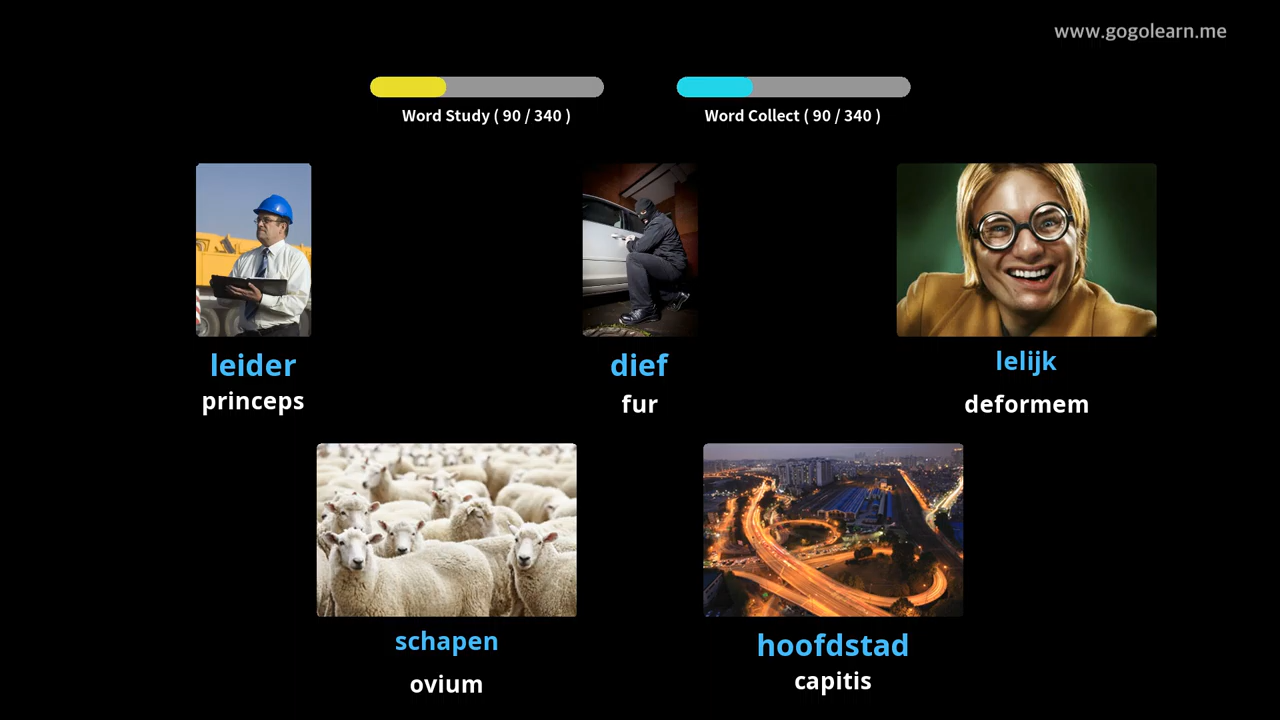 www.gogolearn.me
Word Study ( 90 / 340 )
Word Collect ( 90 / 340 )
leider
princeps
dief
fur
lelijk
deformem
schapen
ovium
hoofdstad
capitis